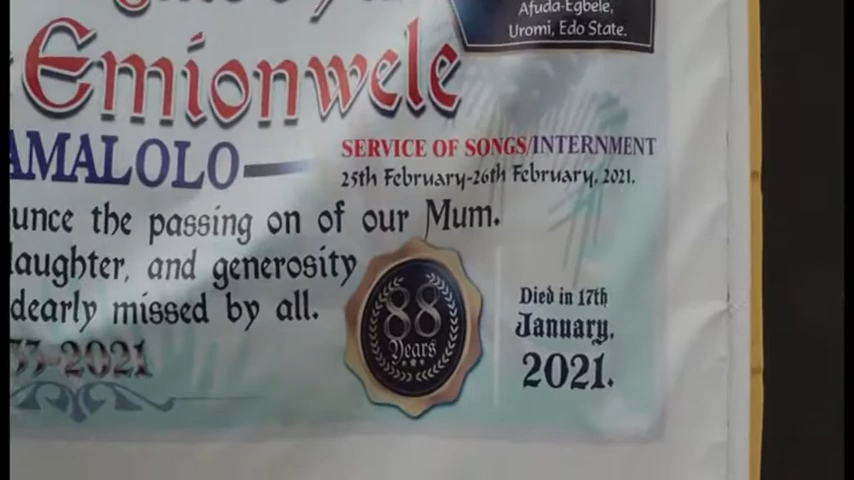 Afuda-Egbele,
Uromi, Edo State.
Emionwele
AMALOLO
SERVICE OF SONGS/INTERNMENT
25th February-26th February, 2021.
unce the passing on of our Mum.
laughter, and generosity
dearly missed by all.
33-2021
88
Years
Died in 17th
January,
2021.